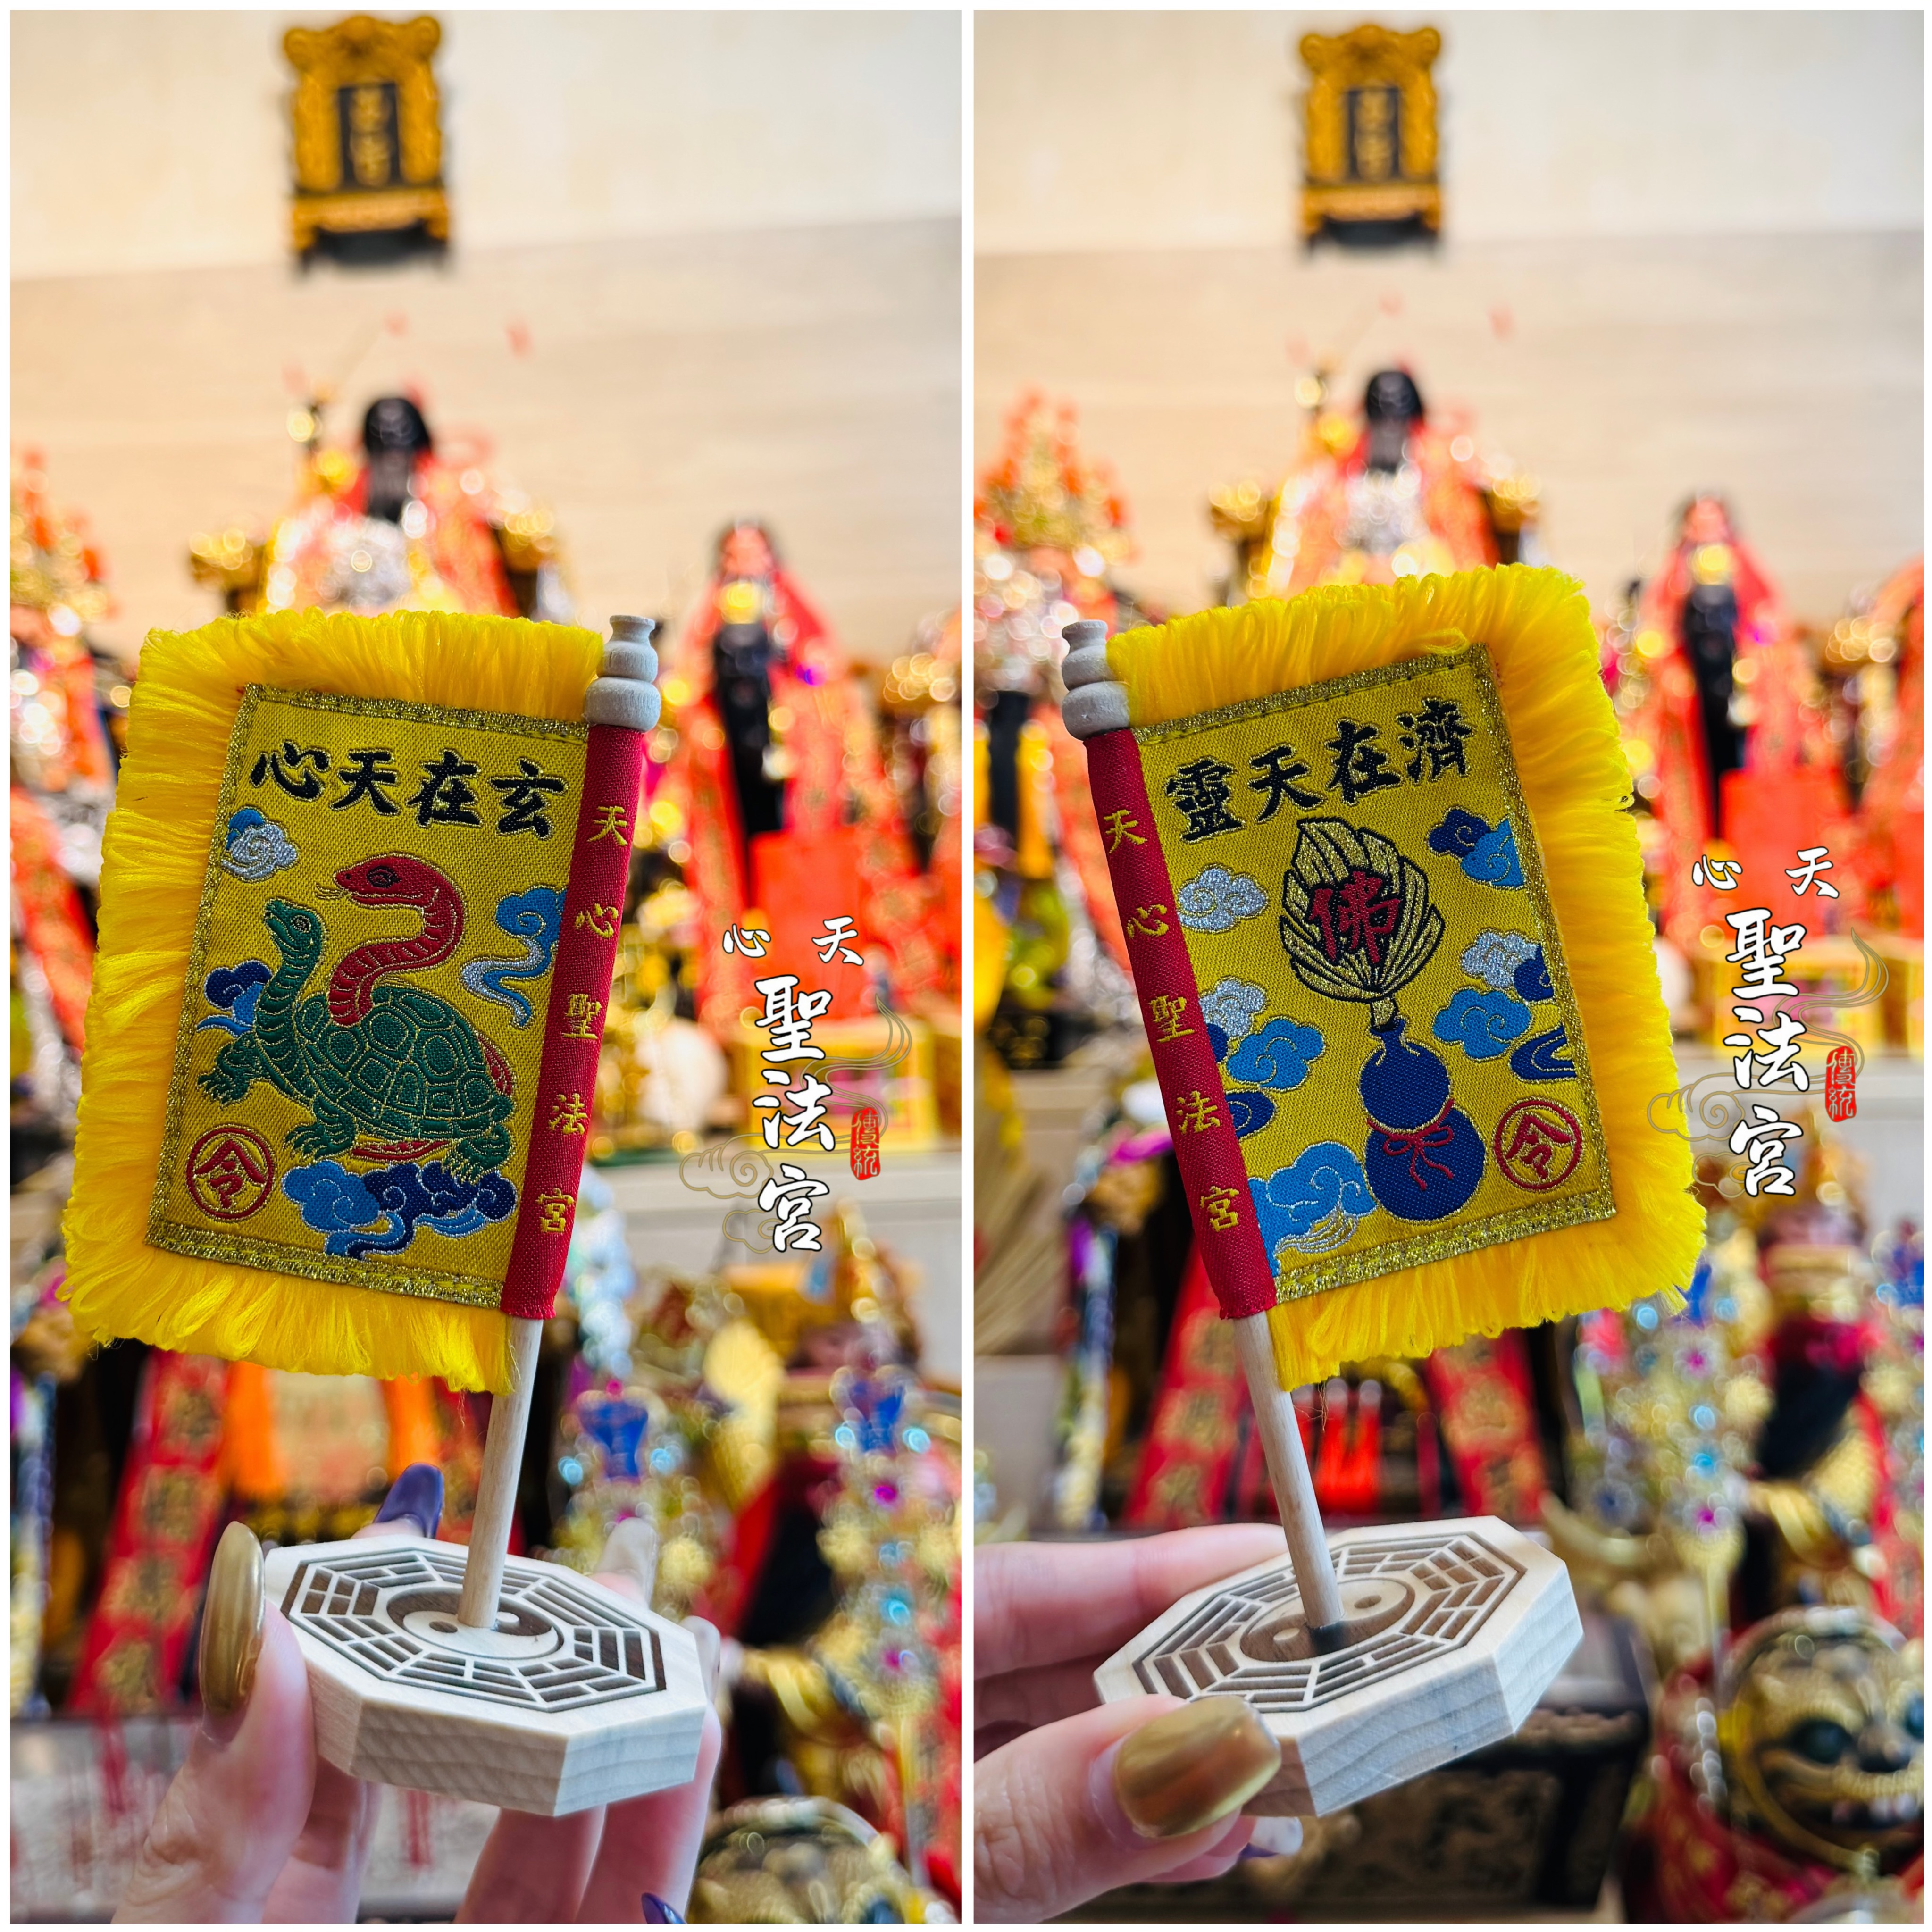 心天在玄
天心聖法宮
令
心天
聖法宮
傳統
靈天在濟
佛
天心聖法宮
令
心天
聖法宮
傳統